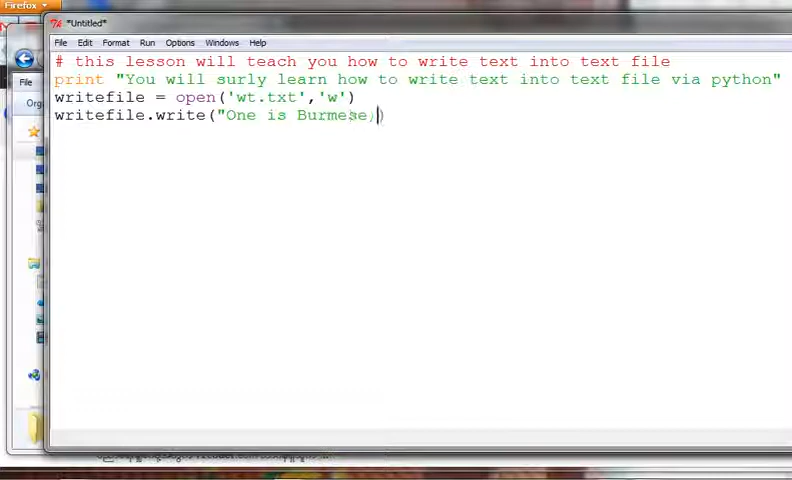 Firefox
*Untitled*
File Edit Format Run Options Windows Help
# this lesson will teach you how to write text into text file
print "You will surly learn how to write text into text file via python"
writefile = open('wt.txt','w')
writefile.write("One is Burmese)
File
Org